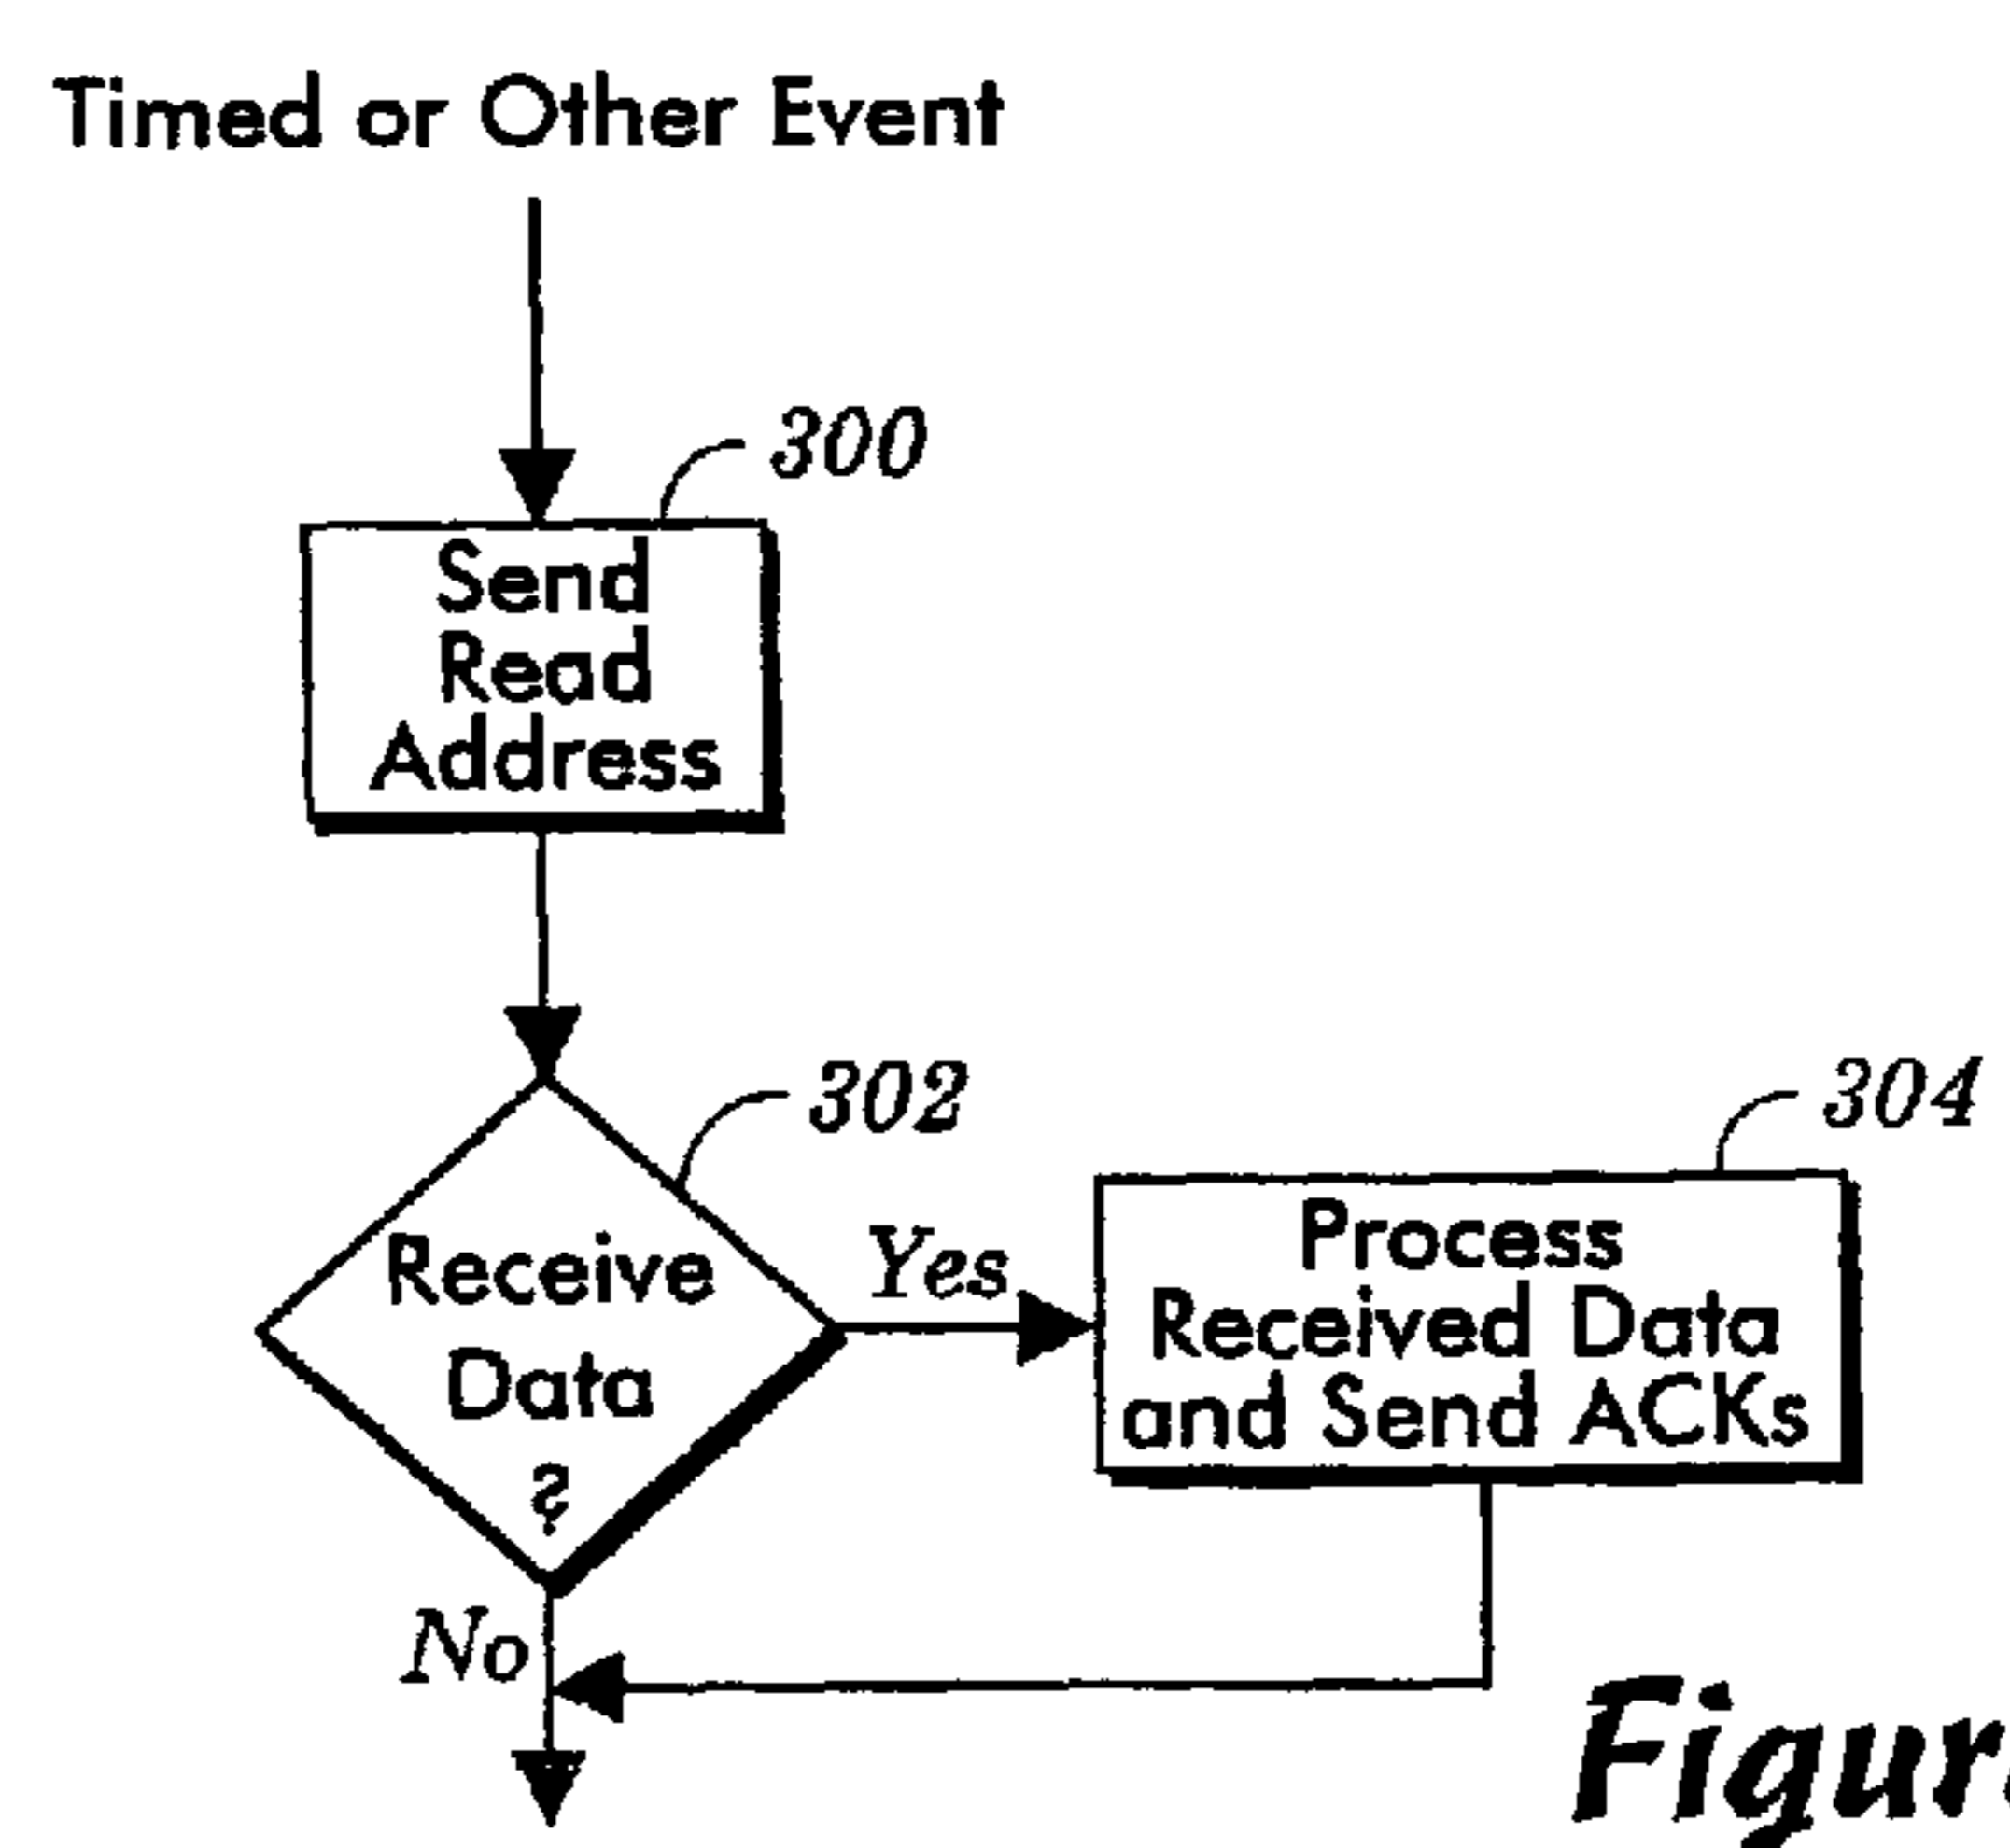 Timed or Other Event
300
Send
Read
Address
302
304
Receive
Data
?
Yes
Process
Received Data
and Send ACKs
No